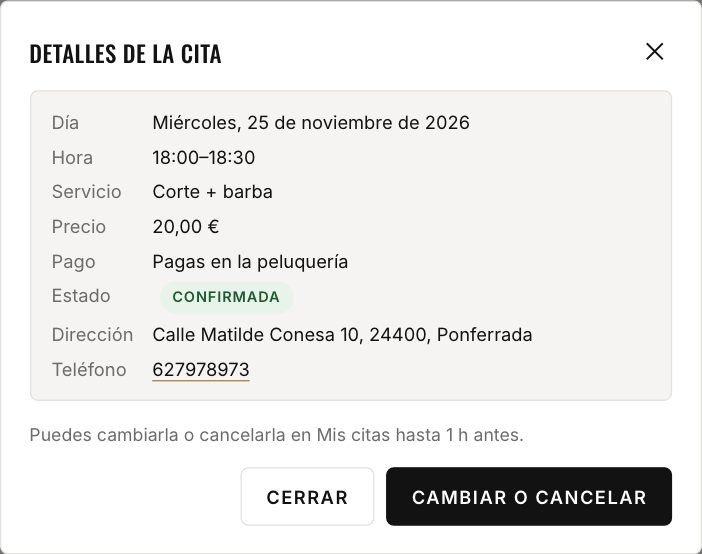 DETALLES DE LA CITA
Día Miércoles, 25 de noviembre de 2026
Hora 18:00–18:30
Servicio Corte + barba
Precio 20,00 €
Pago Pagas en la peluquería
Estado CONFIRMADA
Dirección Calle Matilde Conesa 10, 24400, Ponferrada
Teléfono 627978973
Puedes cambiarla o cancelarla en Mis citas hasta 1 h antes.
CERRAR CAMBIAR O CANCELAR